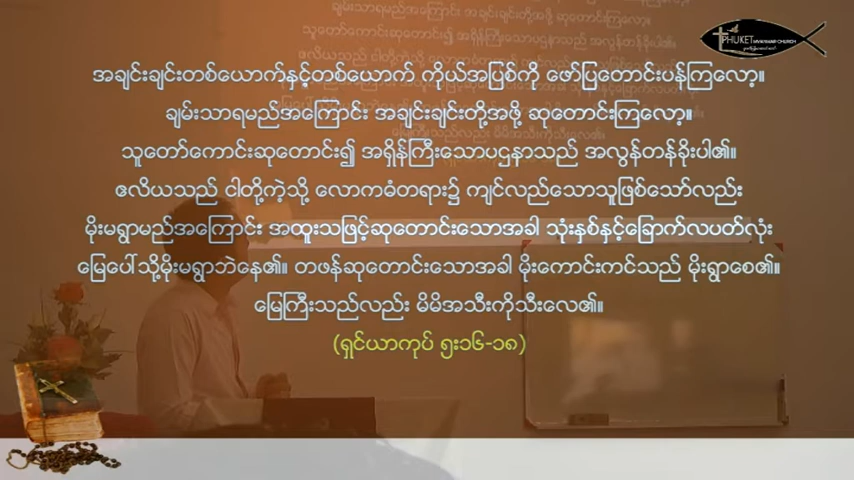 PHUKET MYANMAR CHURCH
အချင်းချင်းတစ်ယောက်နှင့်တစ်ယောက် ကိုယ်အပြစ်ကို ဖော်ပြတောင်းပန်ကြလော့။
ချမ်းသာရမည်အကြောင်း အချင်းချင်းတို့အဖို့ ဆုတောင်းကြလော့။
သူတော်ကောင်းဆုတောင်း၍ အရှိန်ကြီးသောပဌနာသည် အလွန်တန်ခိုးပါ၏။
ဧလိယသည် ငါတို့ကဲ့သို့ လောကဓံတရား၌ ကျင်လည်သောသူဖြစ်သော်လည်း
မိုးမရွာမည်အကြောင်း အထူးသဖြင့်ဆုတောင်းသောအခါ သုံးနှစ်နှင့်ခြောက်လပတ်လုံး
မြေပေါ်သို့မိုးမရွာဘဲနေ၏။ တဖန်ဆုတောင်းသောအခါ မိုးကောင်းကင်သည် မိုးရွာစေ၏။
မြေကြီးသည်လည်း မိမိအသီးကိုသီးလေ၏။
(ရှင်ယာကုပ် ၅း၁၆-၁၈)